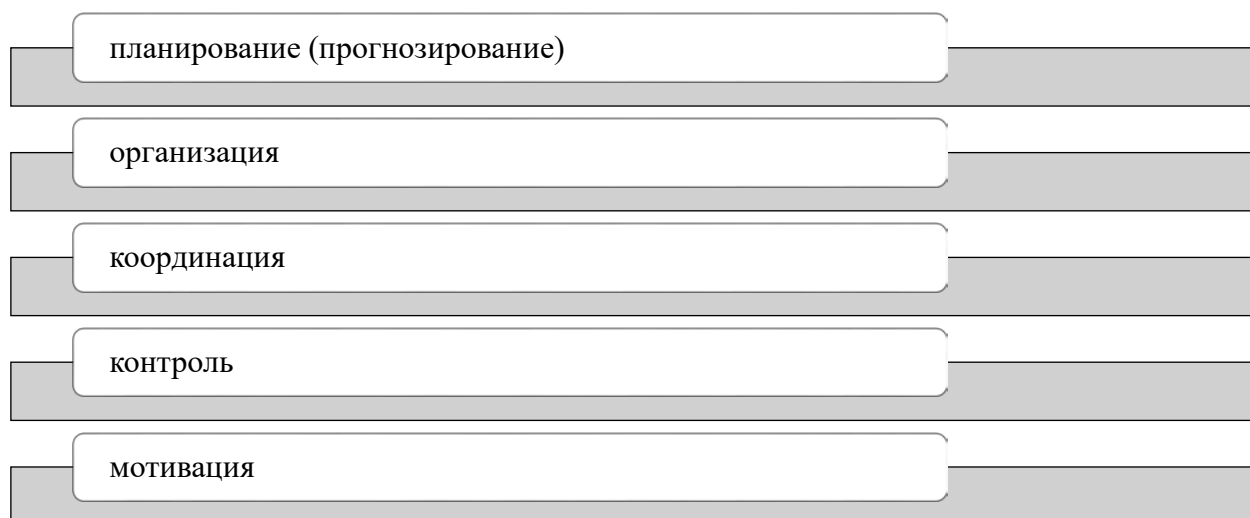 планирование (прогнозирование)
организация
координация
контроль
мотивация